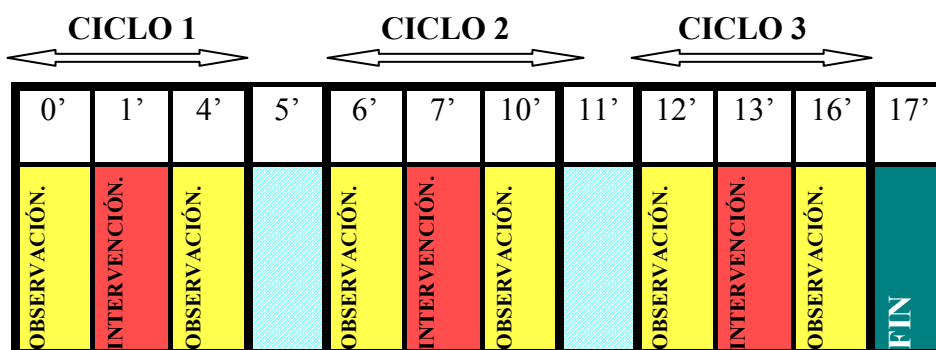 CICLO 1 CICLO 2 CICLO 3
0’ 1’ 4’ 5’ 6’ 7’ 10’ 11’ 12’ 13’ 16’ 17’
OBSERVACIÓN.
INTERVENCIÓN.
OBSERVACIÓN.
OBSERVACIÓN.
INTERVENCIÓN.
OBSERVACIÓN.
OBSERVACIÓN.
INTERVENCIÓN.
OBSERVACIÓN.
FIN